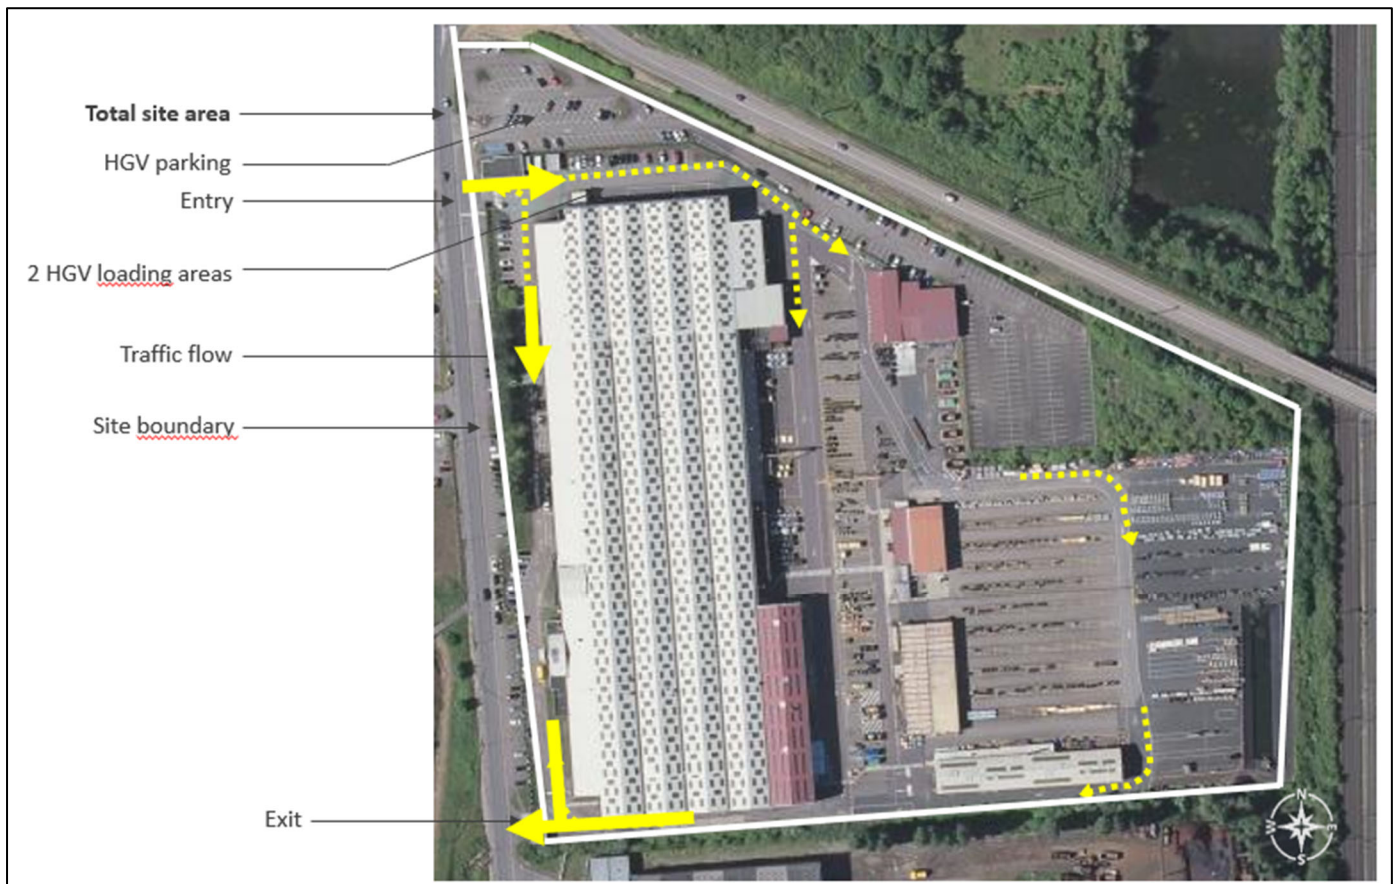 Total site area
HGV parking
Entry
2 HGV loading areas
Traffic flow
Site boundary
Exit
N
W
E
S